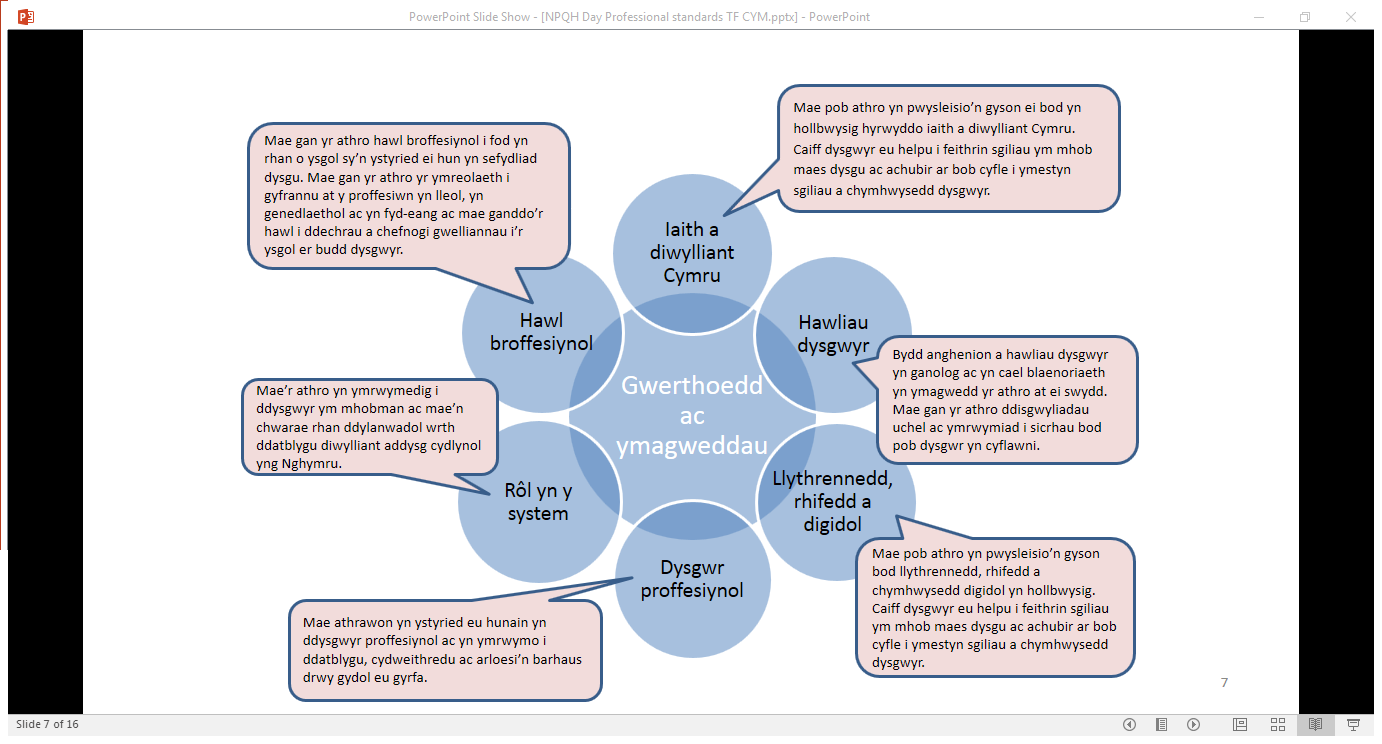 PowerPoint Slide Show - [NPQH Day Professional standards TF CYM.pptx] - PowerPoint
Mae pob athro yn pwysleisio'n gyson ei bod yn
hollbwysig hyrwyddo iaith a diwylliant Cymru.
Caiff dysgwyr eu helpu i feithrin sgiliau ym mhob
maes dysgu ac achubir ar bob cyfle i ymestyn
sgiliau a chymhwysedd dysgwyr.
Mae gan yr athro hawl broffesiynol i fod yn
rhan o ysgol sy'n ystyried ei hun yn sefydliad
dysgu. Mae gan yr athro yr ymreolaeth i
gyfrannu at y proffesiwn yn lleol, yn
genedlaethol ac yn fyd-eang ac mae ganddo'r
hawl i ddechrau a chefnogi gwelliannau i'r
ysgol er budd dysgwyr.
Iaith a
diwylliant
Cymru
Hawl
broffesiynol
Hawliau
dysgwyr
Bydd anghenion a hawliau dysgwyr
yn ganolog ac yn cael blaenoriaeth
yn ymagwedd yr athro at ei swydd.
Mae gan yr athro ddisgwyliadau
uchel ac ymrwymiad i sicrhau bod
pob dysgwr yn cyflawni.
Gwerthoedd
ac
ymagweddau
Mae'r athro yn ymrwymedig i
ddysgwyr ym mhobman ac mae'n
chwarae rhan ddylanwadol wrth
ddatblygu diwylliant addysg cydlynol
yng Nghymru.
Rôl yn y
system
Llythrennedd,
rhifedd a
digidol
Mae pob athro yn pwysleisio'n gyson
bod llythrennedd, rhifedd a
chymhwysedd digidol yn hollbwysig.
Caiff dysgwyr eu helpu i feithrin sgiliau
ym mhob maes dysgu ac achubir ar bob
cyfle i ymestyn sgiliau a chymhwysedd
dysgwyr.
Dysgwr
proffesiynol
Mae athrawon yn ystyried eu hunain yn
ddysgwyr proffesiynol ac yn ymrwymo i
ddatblygu, cydweithredu ac arloesi'n barhaus
drwy gydol eu gyrfa.
7
Slide 7 of 16